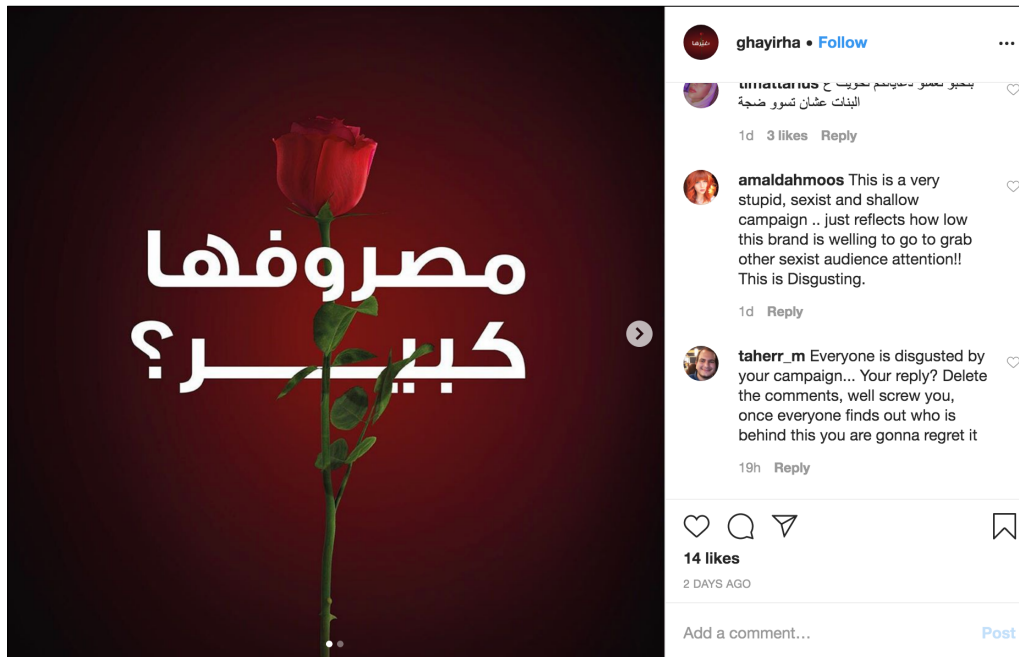 مصروفها
كبيــــر؟
غيّرها
ghayirha • Follow
timattarius
البنات عشان تسوو ضجة
1d 3 likes Reply
amaldahmoos This is a very
stupid, sexist and shallow
campaign .. just reflects how low
this brand is welling to go to grab
other sexist audience attention!!
This is Disgusting.
1d Reply
taherr_m Everyone is disgusted by
your campaign... Your reply? Delete
the comments, well screw you,
once everyone finds out who is
behind this you are gonna regret it
19h Reply
14 likes
2 DAYS AGO
Add a comment...
Post